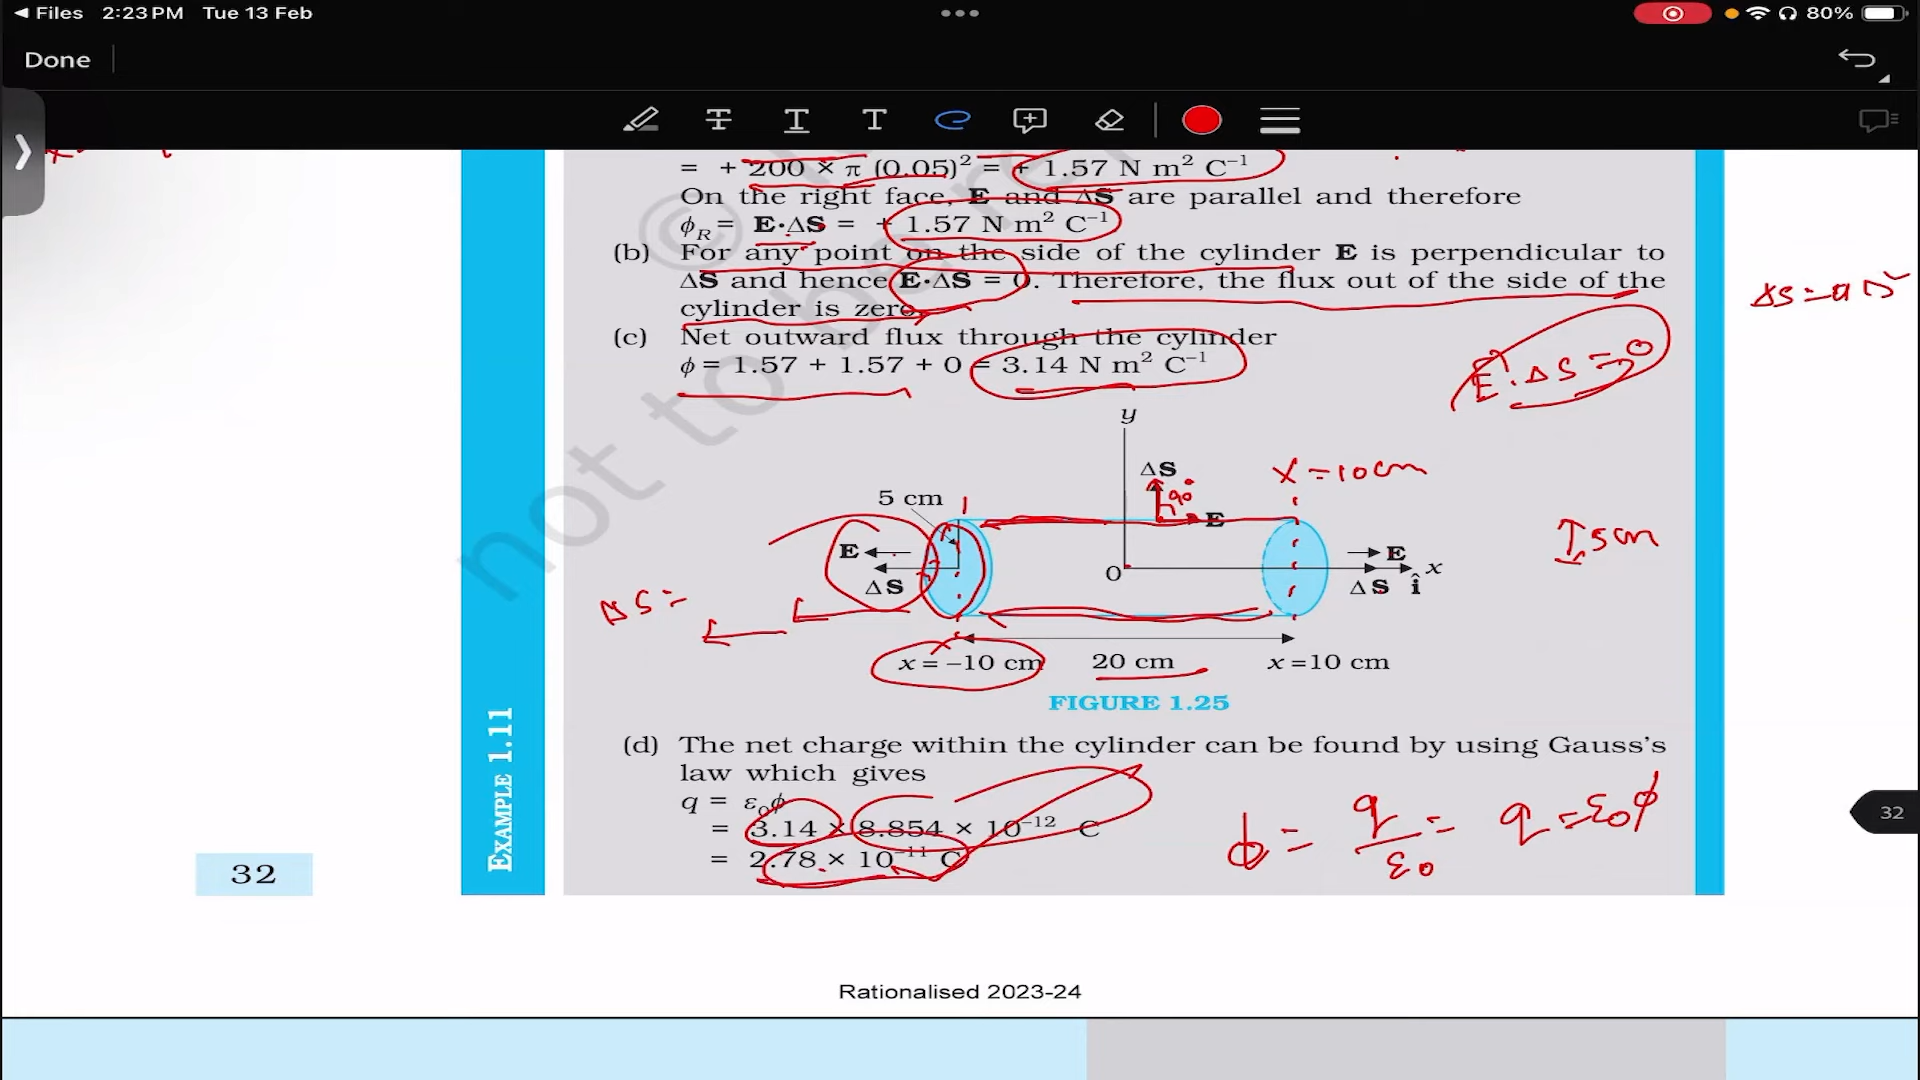 Files 2:23 PM Tue 13 Feb
80%
Done
= + 200 × π (0.05)² = + 1.57 N m² C⁻¹
On the right face, E and ΔS are parallel and therefore
ϕR = E·ΔS = + 1.57 N m² C⁻¹
(b) For any point on the side of the cylinder E is perpendicular to
ΔS and hence E·ΔS = 0. Therefore, the flux out of the side of the
cylinder is zero.
(c) Net outward flux through the cylinder
ϕ = 1.57 + 1.57 + 0 = 3.14 N m² C⁻¹
E·ΔS = 0
not to be re
y
ΔS
90°
x = 10 cm
5 cm
E
5 cm
E
ΔS
O
E
ΔS î
x
ΔS =
x = –10 cm
20 cm
x =10 cm
FIGURE 1.25
(d) The net charge within the cylinder can be found by using Gauss's
law which gives
q = ε₀ϕ
= 3.14 × 8.854 × 10⁻¹² C
= 2.78 × 10⁻¹¹ C
ϕ = q/ε₀ = q = ε₀ϕ
EXAMPLE 1.11
32
32
Rationalised 2023-24